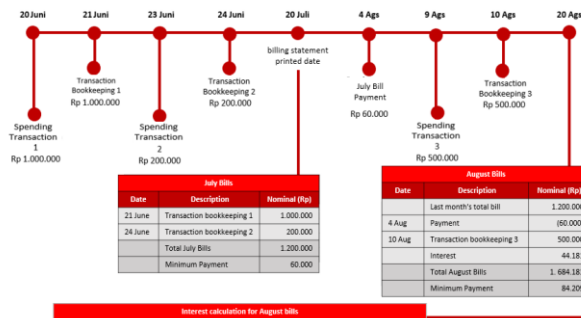 20 Juni 21 Juni 23 Juni 24 Juni 20 Juli 4 Ags 9 Ags 10 Ags 20 Ags
Transaction
Bookkeeping 1
Rp 1.000.000
Transaction
Bookkeeping 2
Rp 200.000
billing statement
printed date
July Bill
Payment
Rp 60.000
Transaction
Bookkeeping 3
Rp 500.000
Spending
Transaction
1
Rp 1.000.000
Spending
Transaction
2
Rp 200.000
Spending
Transaction
3
Rp 500.000
July Bills
Date Description Nominal (Rp)
21 June Transaction bookkeeping 1 1.000.000
24 June Transaction bookkeeping 2 200.000
Total July Bills 1.200.000
Minimum Payment 60.000
August Bills
Date Description Nominal (Rp)
Last month's total bill 1.200.000
4 Aug Payment (60.000
10 Aug Transaction bookkeeping 3 500.000
Interest 44.181
Total August Bills 1. 684.181
Minimum Payment 84.209
Interest calculation for August bills